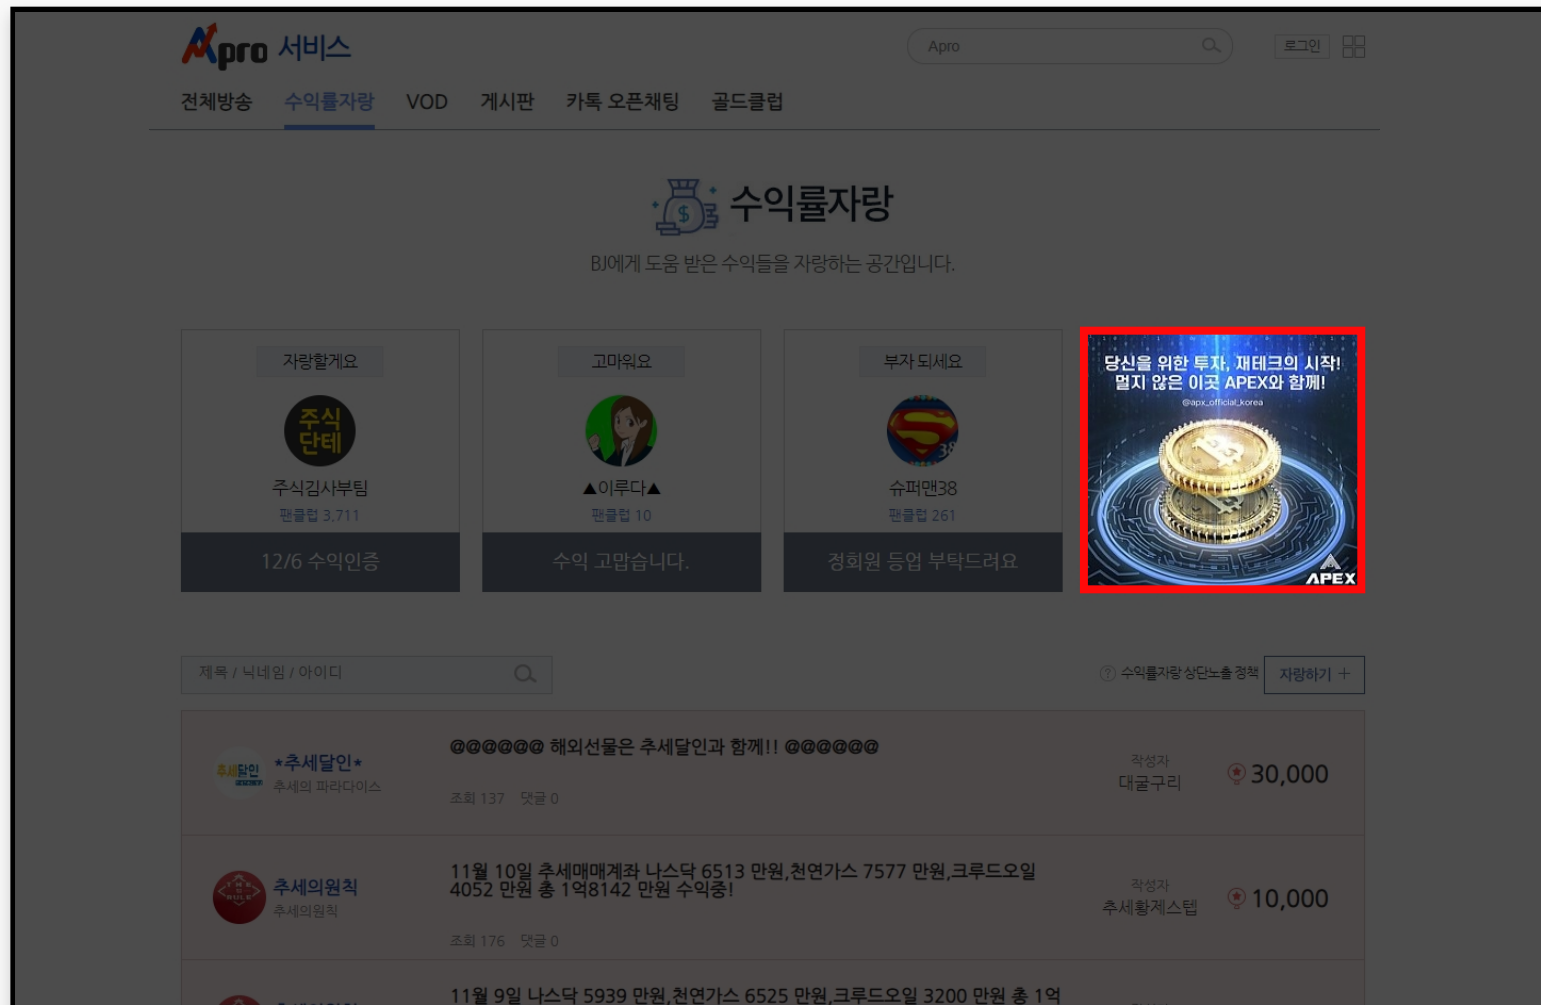 Apro 서비스
Apro
로그인
전체방송 수익률자랑 VOD 게시판 카톡 오픈채팅 골드클럽
수익률자랑
BJ에게 도움 받은 수익들을 자랑하는 공간입니다.
자랑할게요
주식
단테
주식김사부팀
팬클럽 3,711
12/6 수익인증
고마워요
▲이루다▲
팬클럽 10
수익 고맙습니다.
부자 되세요
38
슈퍼맨38
팬클럽 261
정회원 등업 부탁드려요
당신을 위한 투자, 재테크의 시작!
멀지 않은 이곳 APEX와 함께!
@apx_official_korea
APEX
제목 / 닉네임 / 아이디
? 수익률자랑 상단노출 정책
자랑하기 +
추세달인
*추세달인*
추세의 파라다이스
@@@@@@ 해외선물은 추세달인과 함께!! @@@@@@
조회 137 댓글 0
작성자
대굴구리
30,000
THE
RULE
추세의원칙
추세의원칙
11월 10일 추세매매계좌 나스닥 6513 만원,천연가스 7577 만원,크루드오일
4052 만원 총 1억8142 만원 수익중!
조회 176 댓글 0
작성자
추세황제스텝
10,000
11월 9일 나스닥 5939 만원,천연가스 6525 만원,크루드오일 3200 만원 총 1억